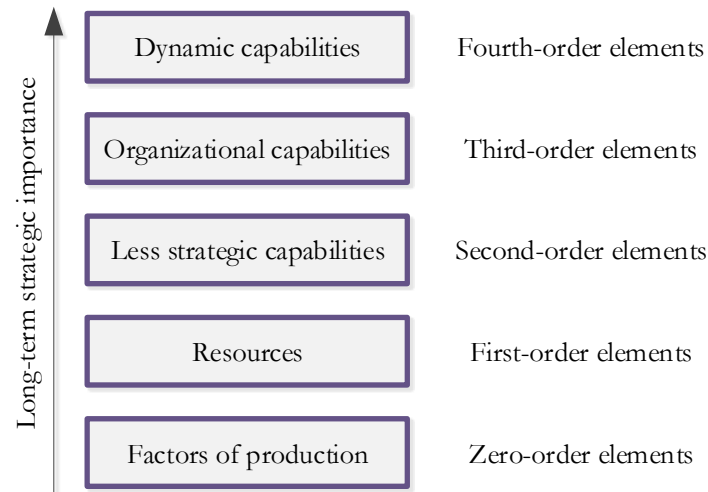 Long-term strategic importance
Dynamic capabilities
Fourth-order elements
Organizational capabilities
Third-order elements
Less strategic capabilities
Second-order elements
Resources
First-order elements
Factors of production
Zero-order elements